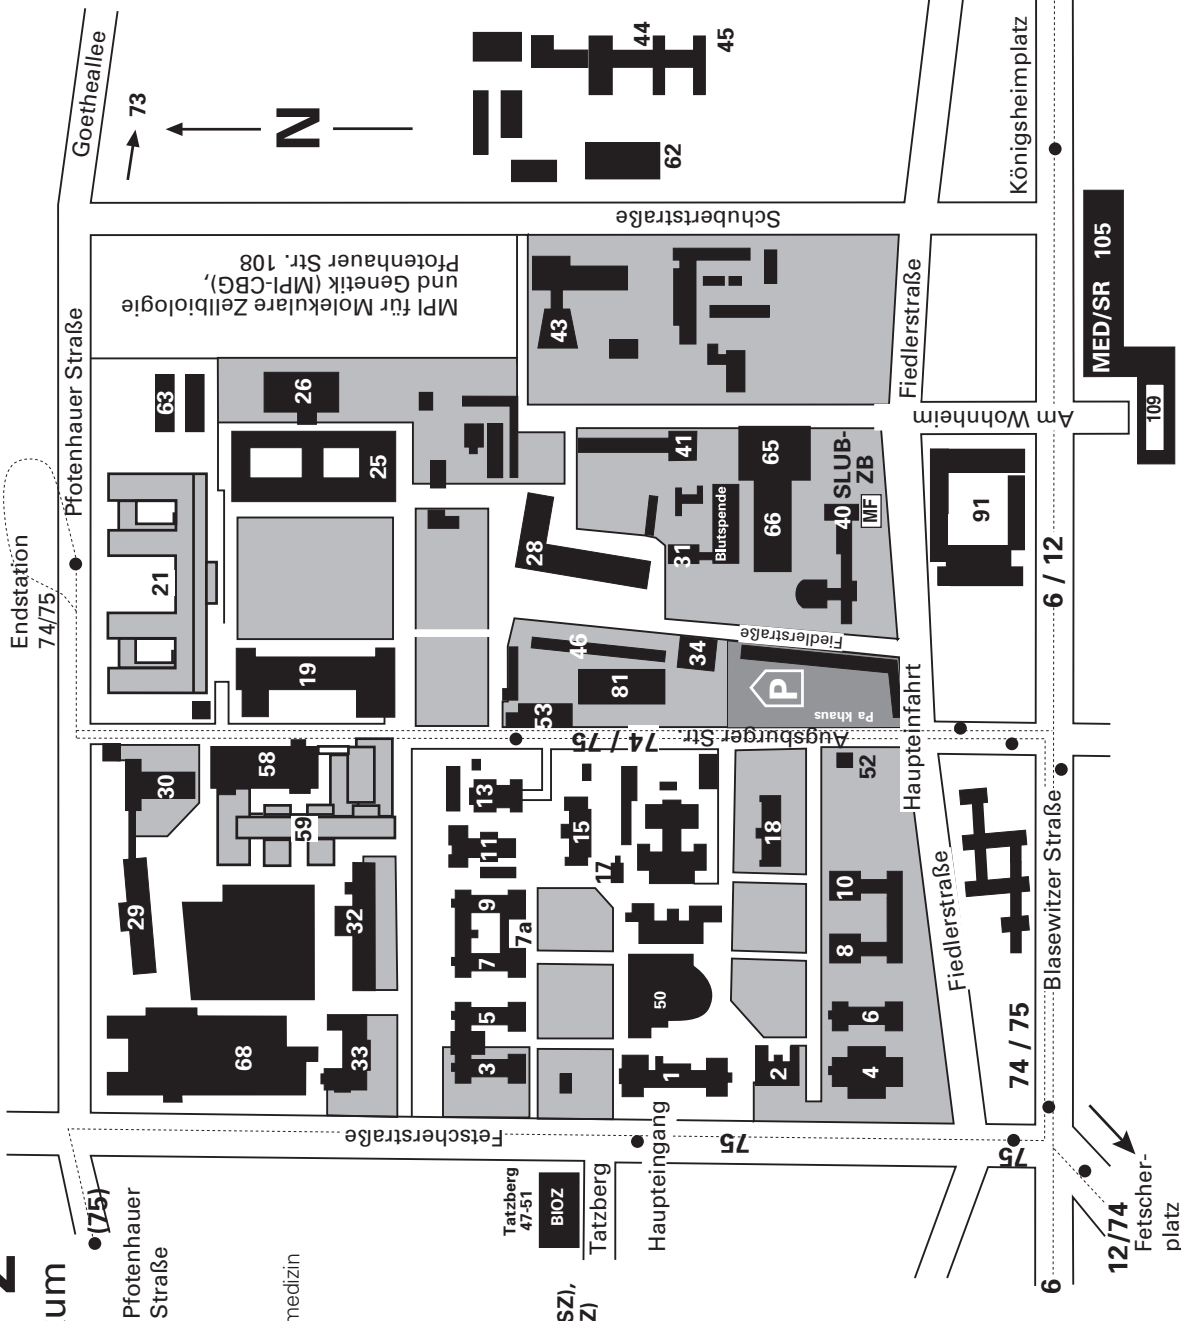 Goetheallee
73
N
44
45
62
Königsheimplatz
Schubertstraße
MPI für Molekulare Zellbiologie
und Genetik (MPI-CBG),
Pfotenhauer Str. 108
Pfotenhauer Straße
63
26
25
43
Fiedlerstraße
Am Wohnheim
MED/SR 105
109
Endstation
74/75
21
19
28
41
31
Blutspende
65
66
40
SLUB-
ZB
MF
91
6 / 12
46
34
81
53
Fiedlerstraße
P
Pa khaus
Haupteinfahrt
74 / 75
Augsburger Str.
30
58
59
29
32
13
11
15
17
18
52
9
7a
7
5
3
50
10
8
6
4
2
1
68
33
Fiedlerstraße
Blasewitzer Straße
74 / 75
Fetscherstraße
75
75
Haupteingang
Tatzberg
Tatzberg
47-51
BIOZ
(75)
Pfotenhauer
Straße
Z
um
medizin
SZ),
Z)
12/74
Fetscher-
platz
6